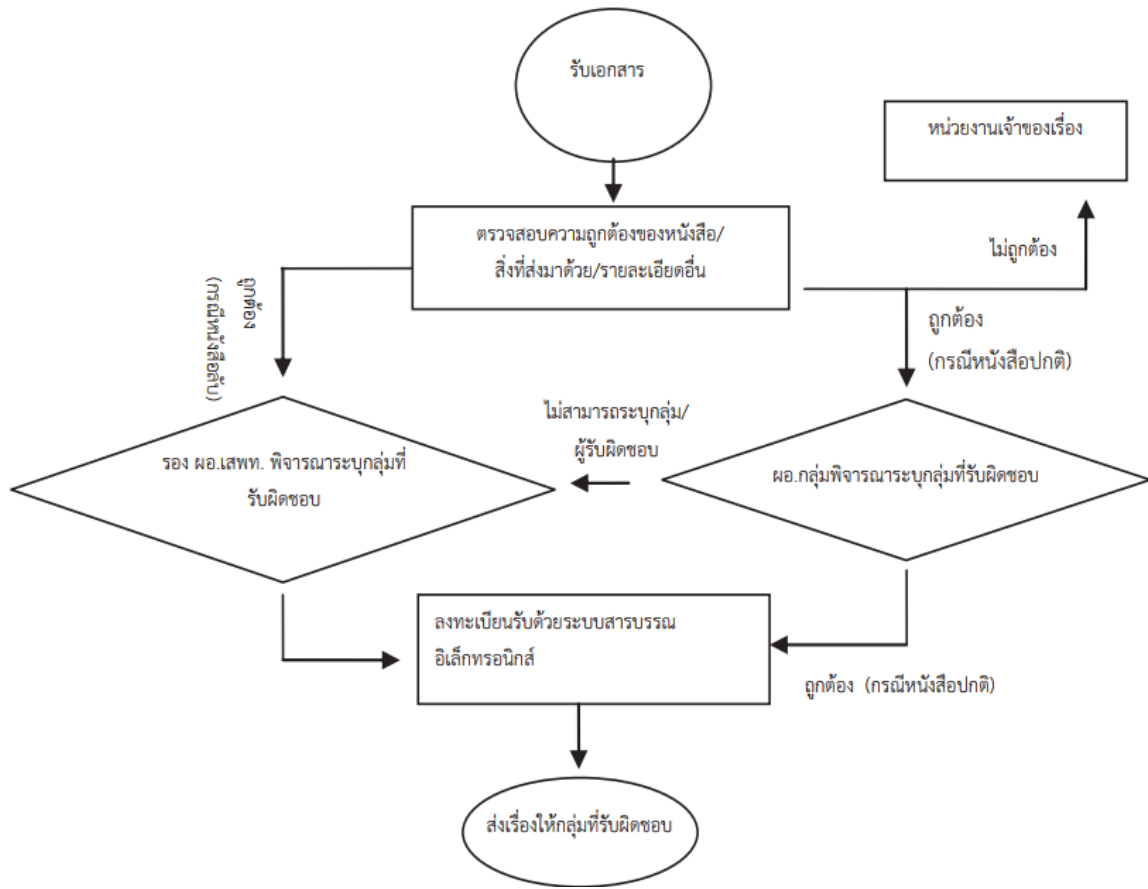 รับเอกสาร
หน่วยงานเจ้าของเรื่อง
ตรวจสอบความถูกต้องของหนังสือ/
สิ่งที่ส่งมาด้วย/รายละเอียดอื่น
ไม่ถูกต้อง
ถูกต้อง
(กรณีหนังสือลับ)
ถูกต้อง
(กรณีหนังสือปกติ)
ไม่สามารถระบุกลุ่ม/
ผู้รับผิดชอบ
รอง ผอ.เสพท. พิจารณาระบุกลุ่มที่
รับผิดชอบ
ผอ.กลุ่มพิจารณาระบุกลุ่มที่รับผิดชอบ
ลงทะเบียนรับด้วยระบบสารบรรณ
อิเล็กทรอนิกส์
ถูกต้อง (กรณีหนังสือปกติ)
ส่งเรื่องให้กลุ่มที่รับผิดชอบ